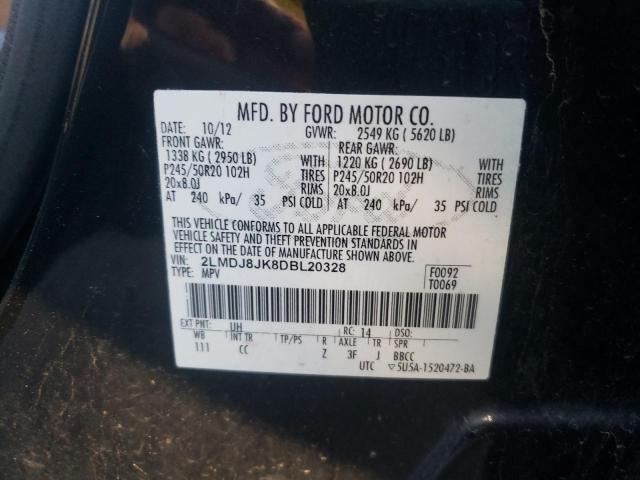 MFD. BY FORD MOTOR CO.
DATE: 10/12 GVWR: 2549 KG ( 5620 LB)
FRONT GAWR: REAR GAWR:
1338 KG ( 2950 LB) WITH 1220 KG ( 2690 LB) WITH
P245/50R20 102H TIRES P245/50R20 102H TIRES
20x8.0J RIMS 20x8.0J RIMS
AT 240 kPa/ 35 PSI COLD AT 240 kPa/ 35 PSI COLD
THIS VEHICLE CONFORMS TO ALL APPLICABLE FEDERAL MOTOR
VEHICLE SAFETY AND THEFT PREVENTION STANDARDS IN
EFFECT ON THE DATE OF MANUFACTURE SHOWN ABOVE.
VIN: 2LMDJ8JK8DBL20328 F0092
TYPE: MPV T0069
EXT PNT: UH RC: 14 DSO:
WB INT TR TP/PS R AXLE TR SPR
111 CC Z 3F J BBCC
UTC ▽5U5A-1520472-BA